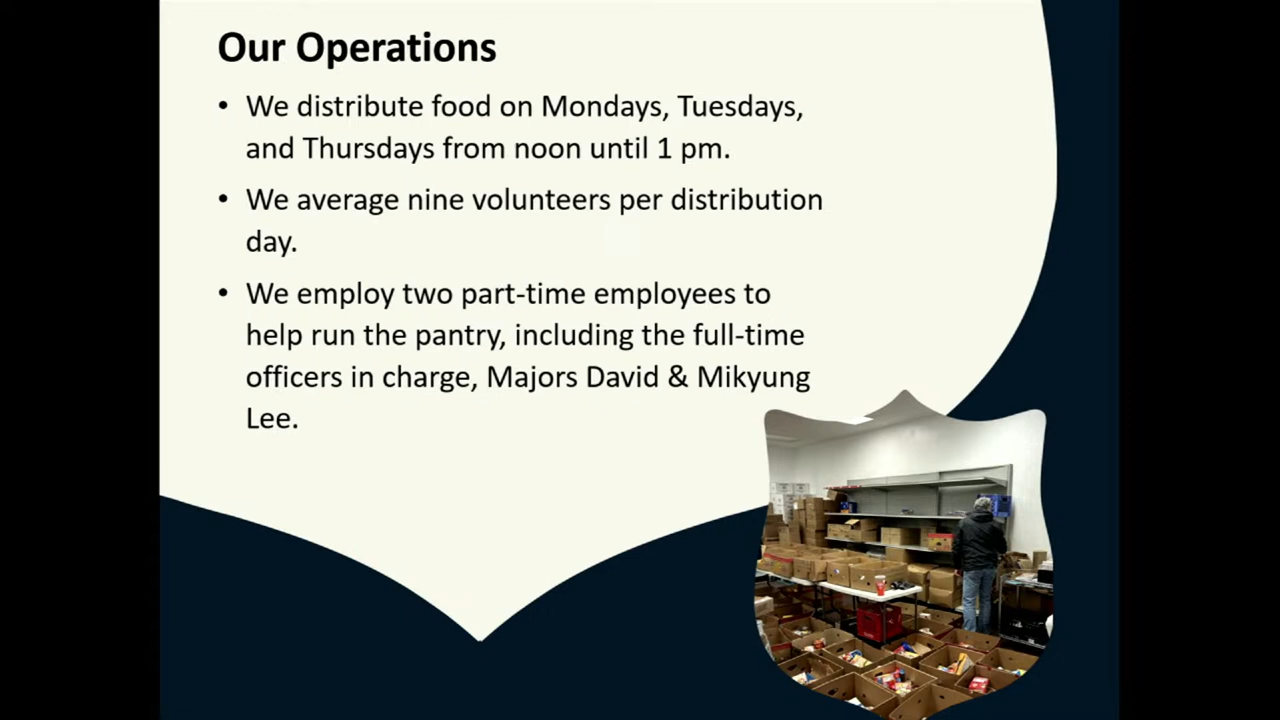 Our Operations
• We distribute food on Mondays, Tuesdays,
and Thursdays from noon until 1 pm.
• We average nine volunteers per distribution
day.
• We employ two part-time employees to
help run the pantry, including the full-time
officers in charge, Majors David & Mikyung
Lee.